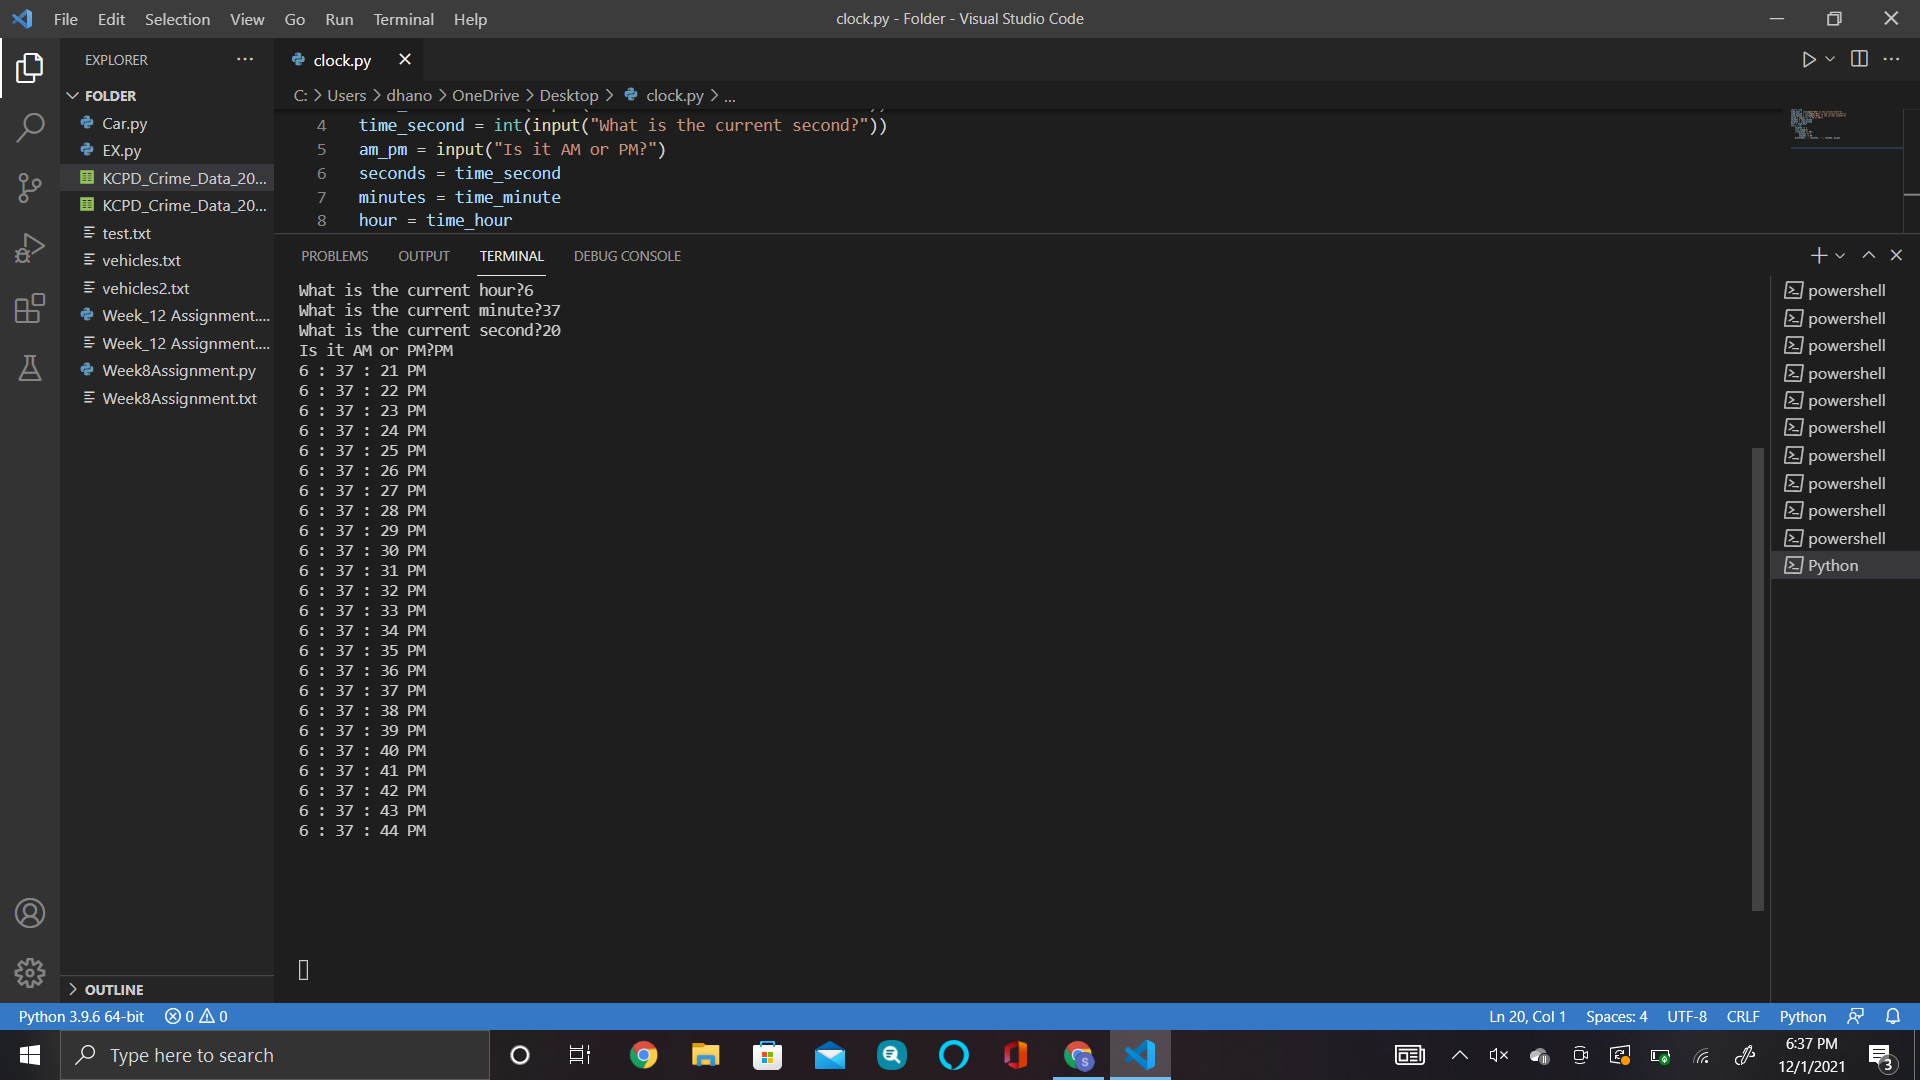 File Edit Selection View Go Run Terminal Help
clock.py - Folder - Visual Studio Code
EXPLORER
FOLDER
Car.py
EX.py
KCPD_Crime_Data_20...
KCPD_Crime_Data_20...
test.txt
vehicles.txt
vehicles2.txt
Week_12 Assignment....
Week_12 Assignment....
Week8Assignment.py
Week8Assignment.txt
OUTLINE
clock.py
C: > Users > dhano > OneDrive > Desktop > clock.py > ...
4 time_second = int(input("What is the current second?"))
5 am_pm = input("Is it AM or PM?")
6 seconds = time_second
7 minutes = time_minute
8 hour = time_hour
PROBLEMS OUTPUT TERMINAL DEBUG CONSOLE
What is the current hour?6
What is the current minute?37
What is the current second?20
Is it AM or PM?PM
6 : 37 : 21 PM
6 : 37 : 22 PM
6 : 37 : 23 PM
6 : 37 : 24 PM
6 : 37 : 25 PM
6 : 37 : 26 PM
6 : 37 : 27 PM
6 : 37 : 28 PM
6 : 37 : 29 PM
6 : 37 : 30 PM
6 : 37 : 31 PM
6 : 37 : 32 PM
6 : 37 : 33 PM
6 : 37 : 34 PM
6 : 37 : 35 PM
6 : 37 : 36 PM
6 : 37 : 37 PM
6 : 37 : 38 PM
6 : 37 : 39 PM
6 : 37 : 40 PM
6 : 37 : 41 PM
6 : 37 : 42 PM
6 : 37 : 43 PM
6 : 37 : 44 PM
powershell
powershell
powershell
powershell
powershell
powershell
powershell
powershell
powershell
powershell
Python
Python 3.9.6 64-bit 0 0
Ln 20, Col 1 Spaces: 4 UTF-8 CRLF Python
Type here to search
S
6:37 PM
12/1/2021
3